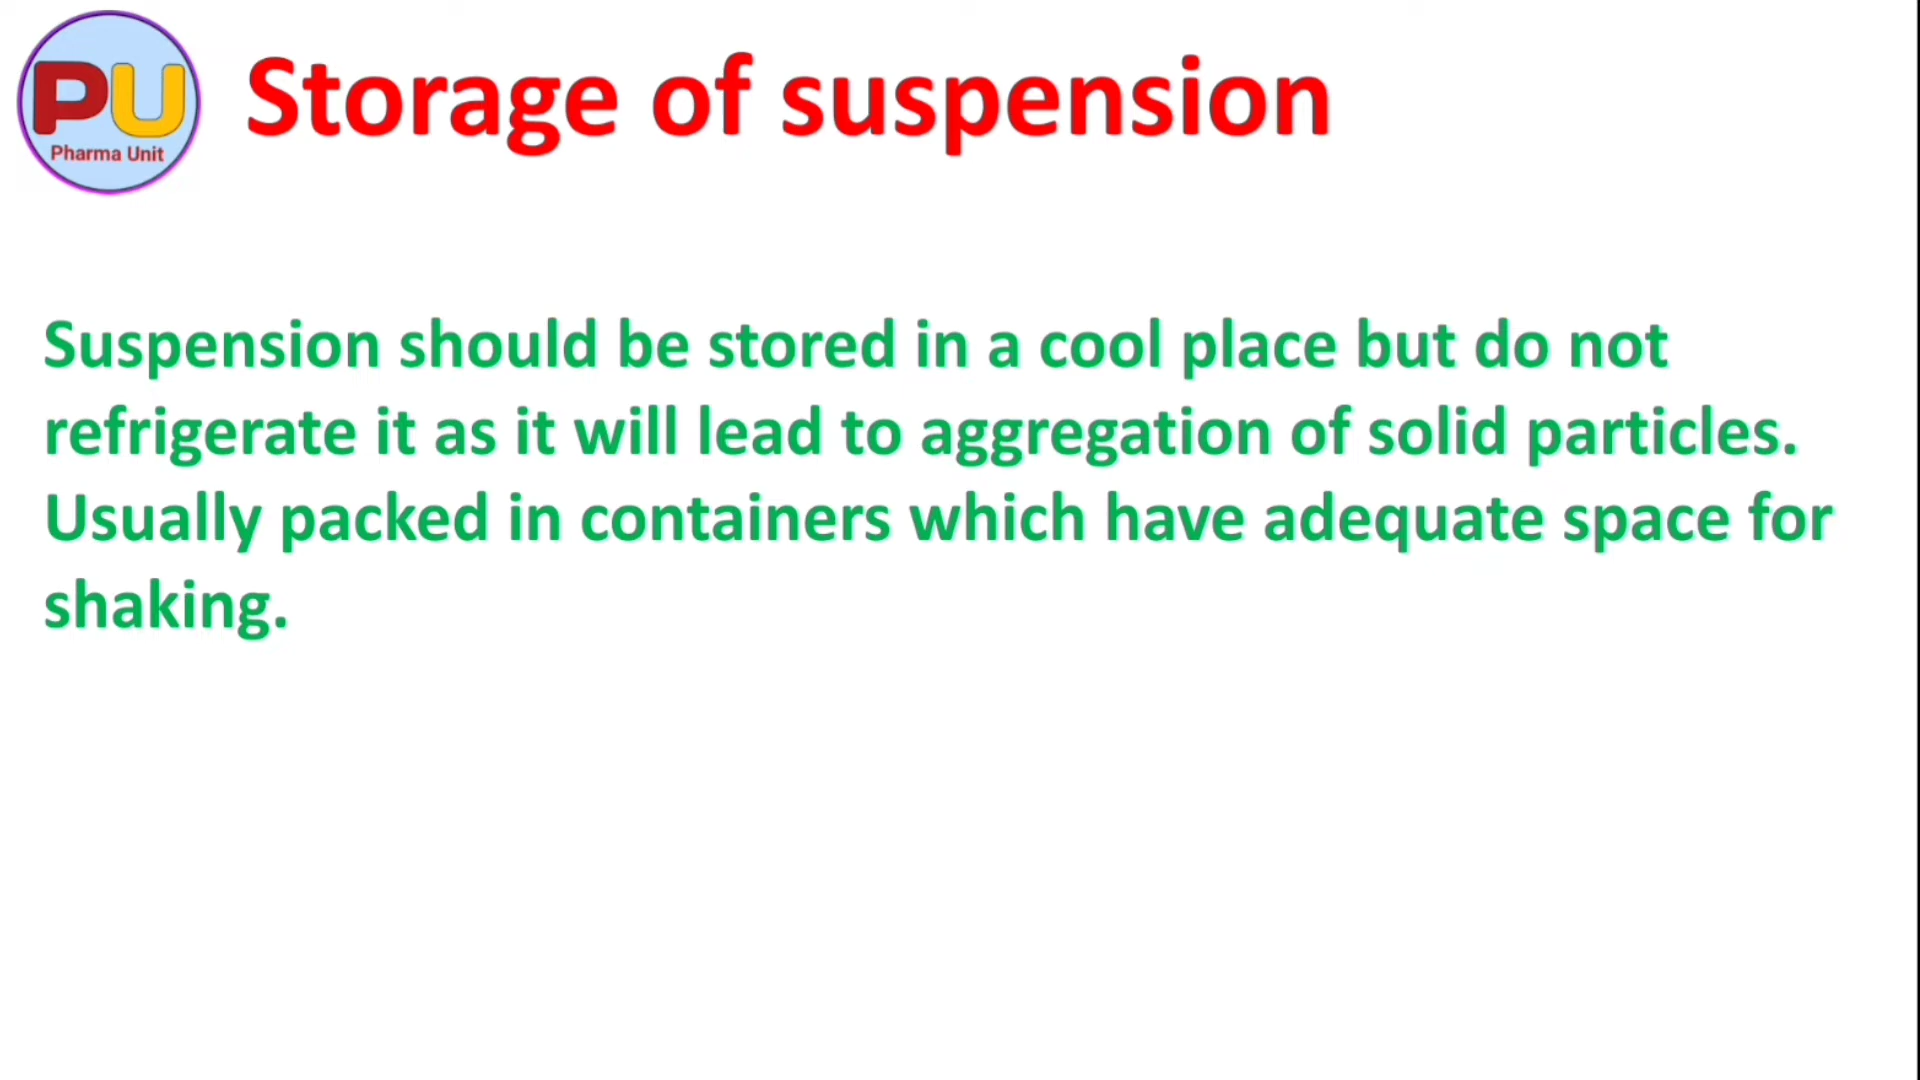 PU
Pharma Unit
Storage of suspension
Suspension should be stored in a cool place but do not
refrigerate it as it will lead to aggregation of solid particles.
Usually packed in containers which have adequate space for
shaking.